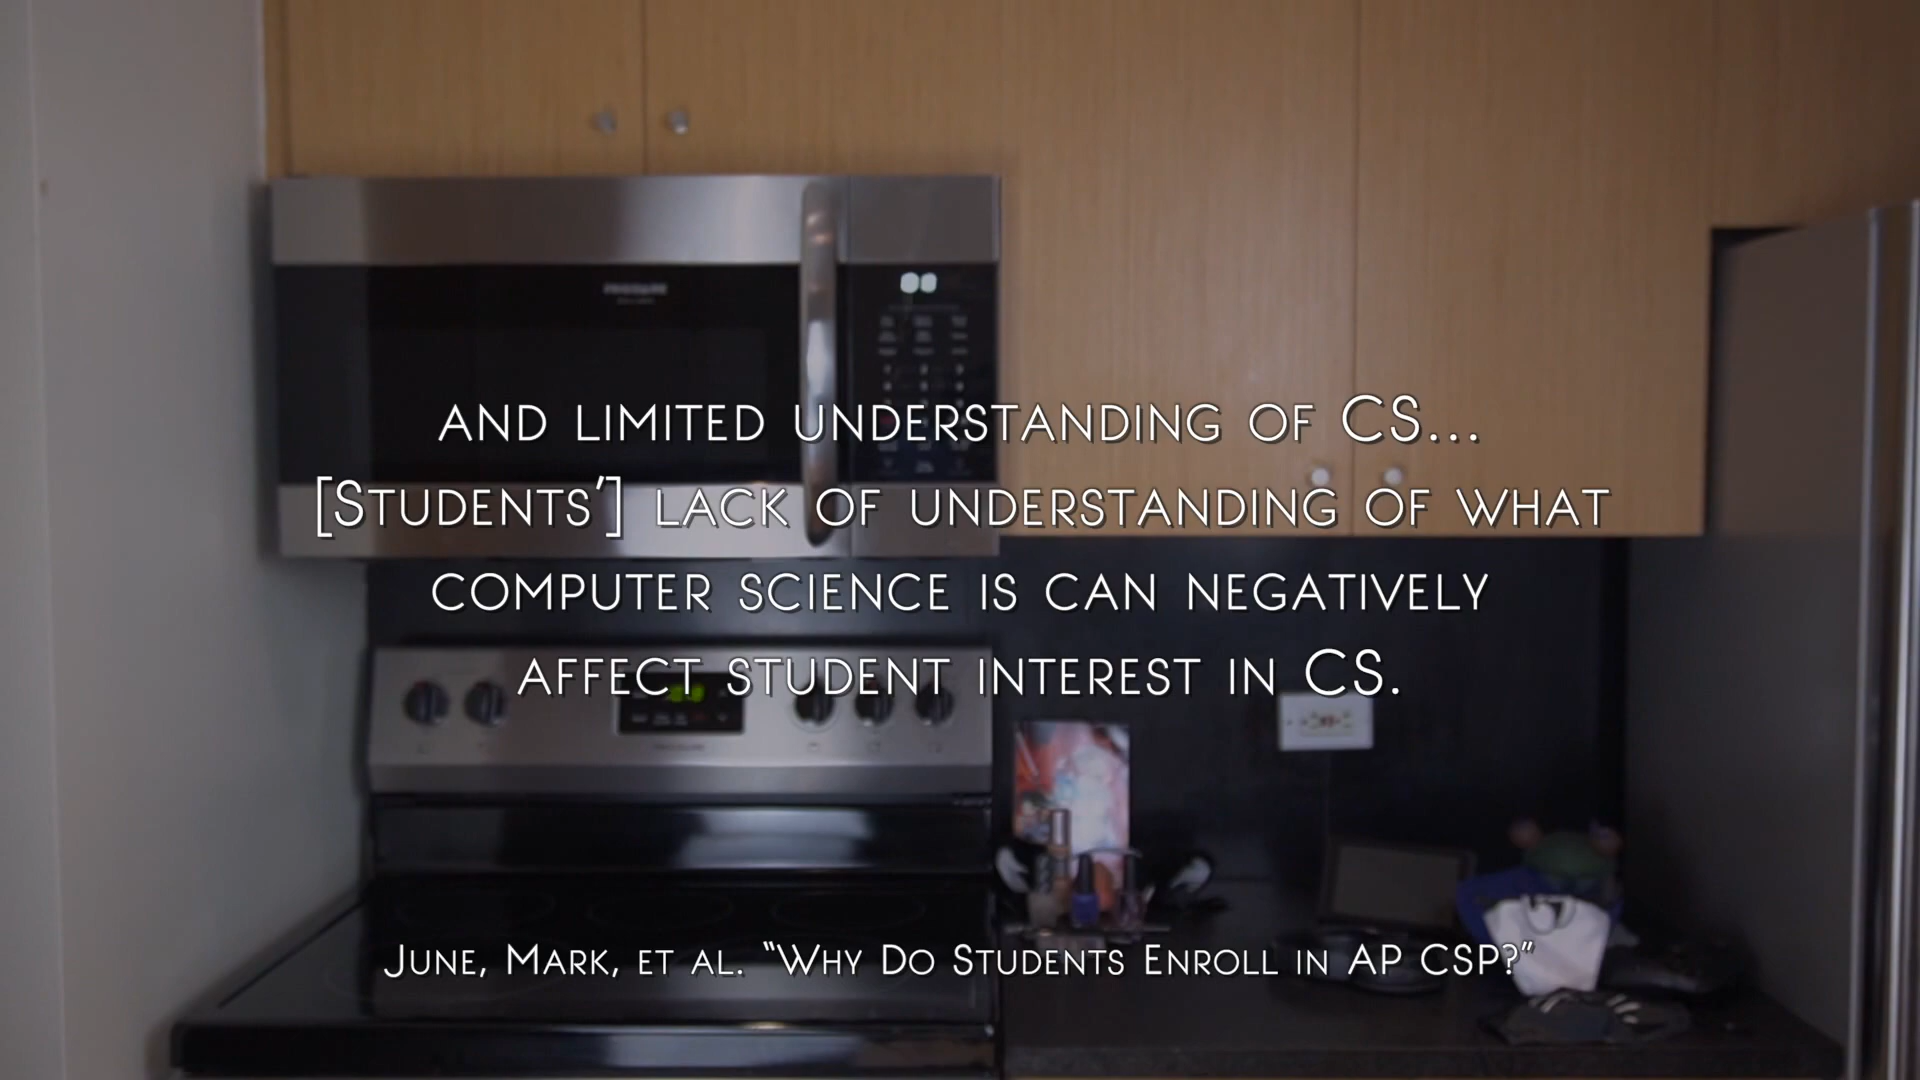 AND LIMITED UNDERSTANDING OF CS...
[STUDENTS'] LACK OF UNDERSTANDING OF WHAT
COMPUTER SCIENCE IS CAN NEGATIVELY
AFFECT STUDENT INTEREST IN CS.
JUNE, MARK, ET AL. "WHY DO STUDENTS ENROLL IN AP CSP?"